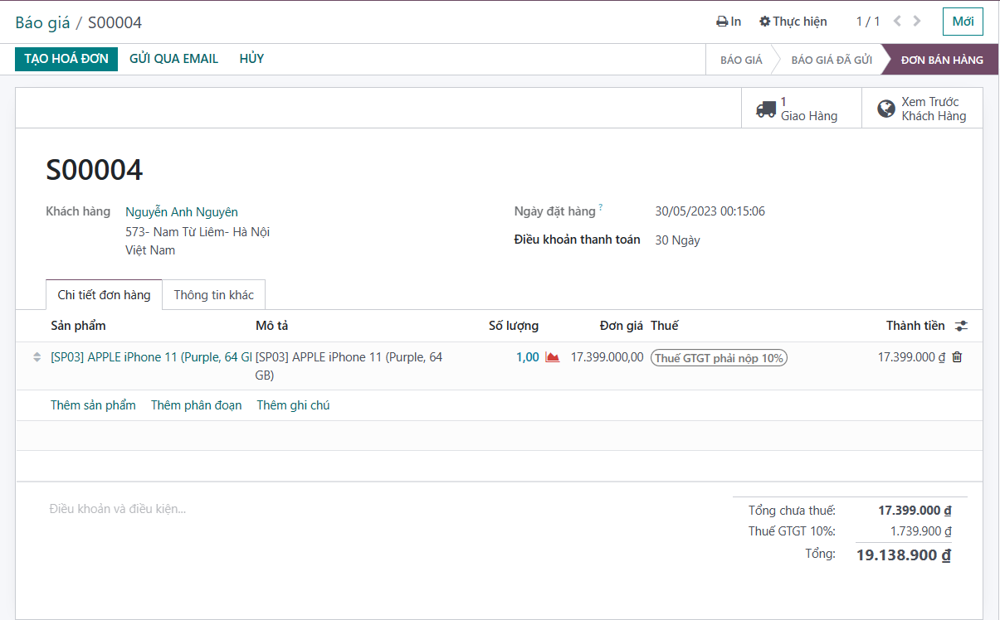 Báo giá / S00004
In
Thực hiện
1 / 1
Mới
TẠO HOÁ ĐƠN
GỬI QUA EMAIL
HỦY
BÁO GIÁ
BÁO GIÁ ĐÃ GỬI
ĐƠN BÁN HÀNG
1
Giao Hàng
Xem Trước
Khách Hàng
S00004
Khách hàng
Nguyễn Anh Nguyên
573- Nam Từ Liêm- Hà Nội
Việt Nam
Ngày đặt hàng ?
30/05/2023 00:15:06
Điều khoản thanh toán
30 Ngày
Chi tiết đơn hàng
Thông tin khác
Sản phẩm
Mô tả
Số lượng
Đơn giá
Thuế
Thành tiền
[SP03] APPLE iPhone 11 (Purple, 64 GI
[SP03] APPLE iPhone 11 (Purple, 64
GB)
1,00
17.399.000,00
Thuế GTGT phải nộp 10%
17.399.000 ₫
Thêm sản phẩm
Thêm phân đoạn
Thêm ghi chú
Điều khoản và điều kiện...
Tổng chưa thuế: 17.399.000 ₫
Thuế GTGT 10%: 1.739.900 ₫
Tổng: 19.138.900 ₫